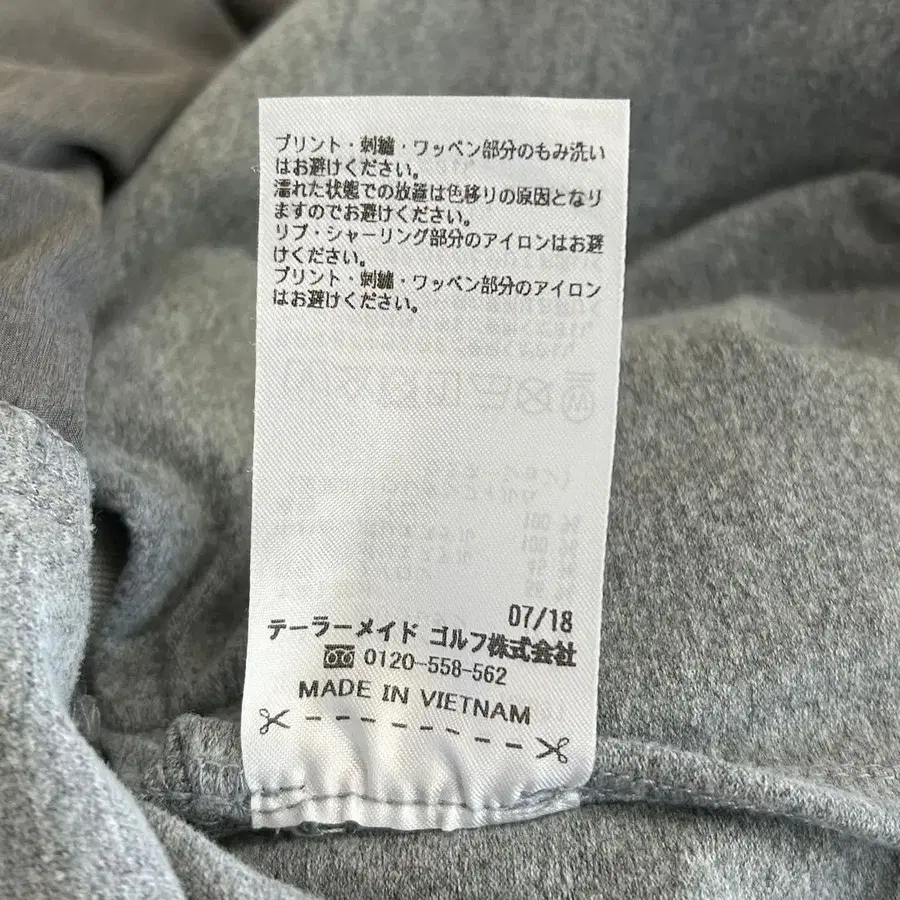 プリント・刺繍・ワッペン部分のもみ洗い
はお避けください。
濡れた状態での放置は色移りの原因となり
ますのでお避けください。
リブ・シャーリング部分のアイロンはお避
けください。
プリント・刺繍・ワッペン部分のアイロン
はお避けください。
07/18
テーラーメイド ゴルフ株式会社
0120-558-562
MADE IN VIETNAM